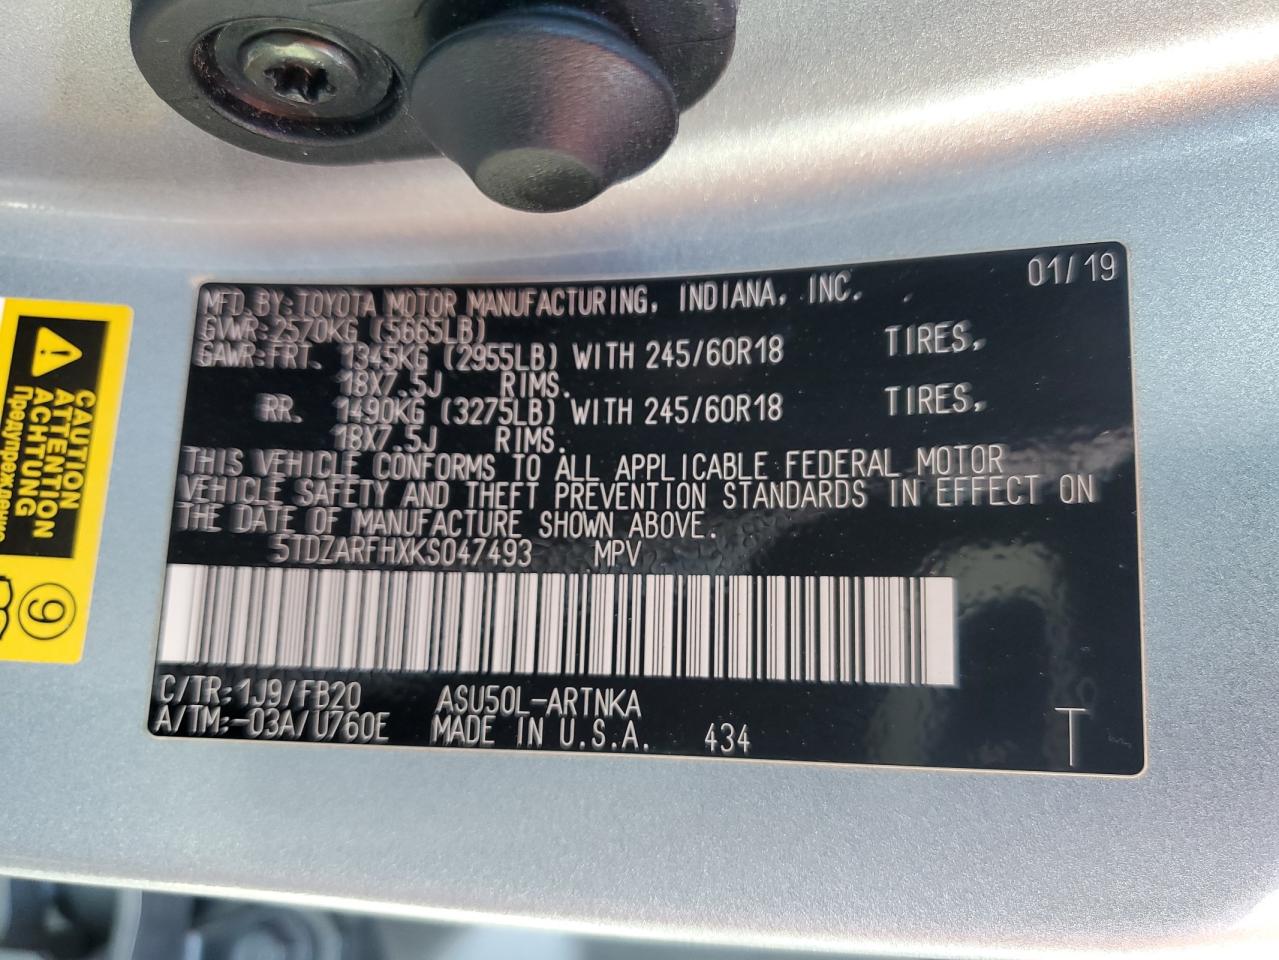 01/19
MFD. BY: TOYOTA MOTOR MANUFACTURING, INDIANA, INC.
GVWR: 2570KG (5665LB)
GAWR: FRT. 1345KG (2955LB) WITH 245/60R18 TIRES,
18X7.5J RIMS.
RR. 1490KG (3275LB) WITH 245/60R18 TIRES,
18X7.5J RIMS.
THIS VEHICLE CONFORMS TO ALL APPLICABLE FEDERAL MOTOR
VEHICLE SAFETY AND THEFT PREVENTION STANDARDS IN EFFECT ON
THE DATE OF MANUFACTURE SHOWN ABOVE.
5TDZARFHXKS047493 MPV
C/TR: 1J9/FB20 ASU50L-ARTNKA
A/TM: -03A/U760E MADE IN U.S.A. 434
T
CAUTION
ATTENTION
ACHTUNG
9